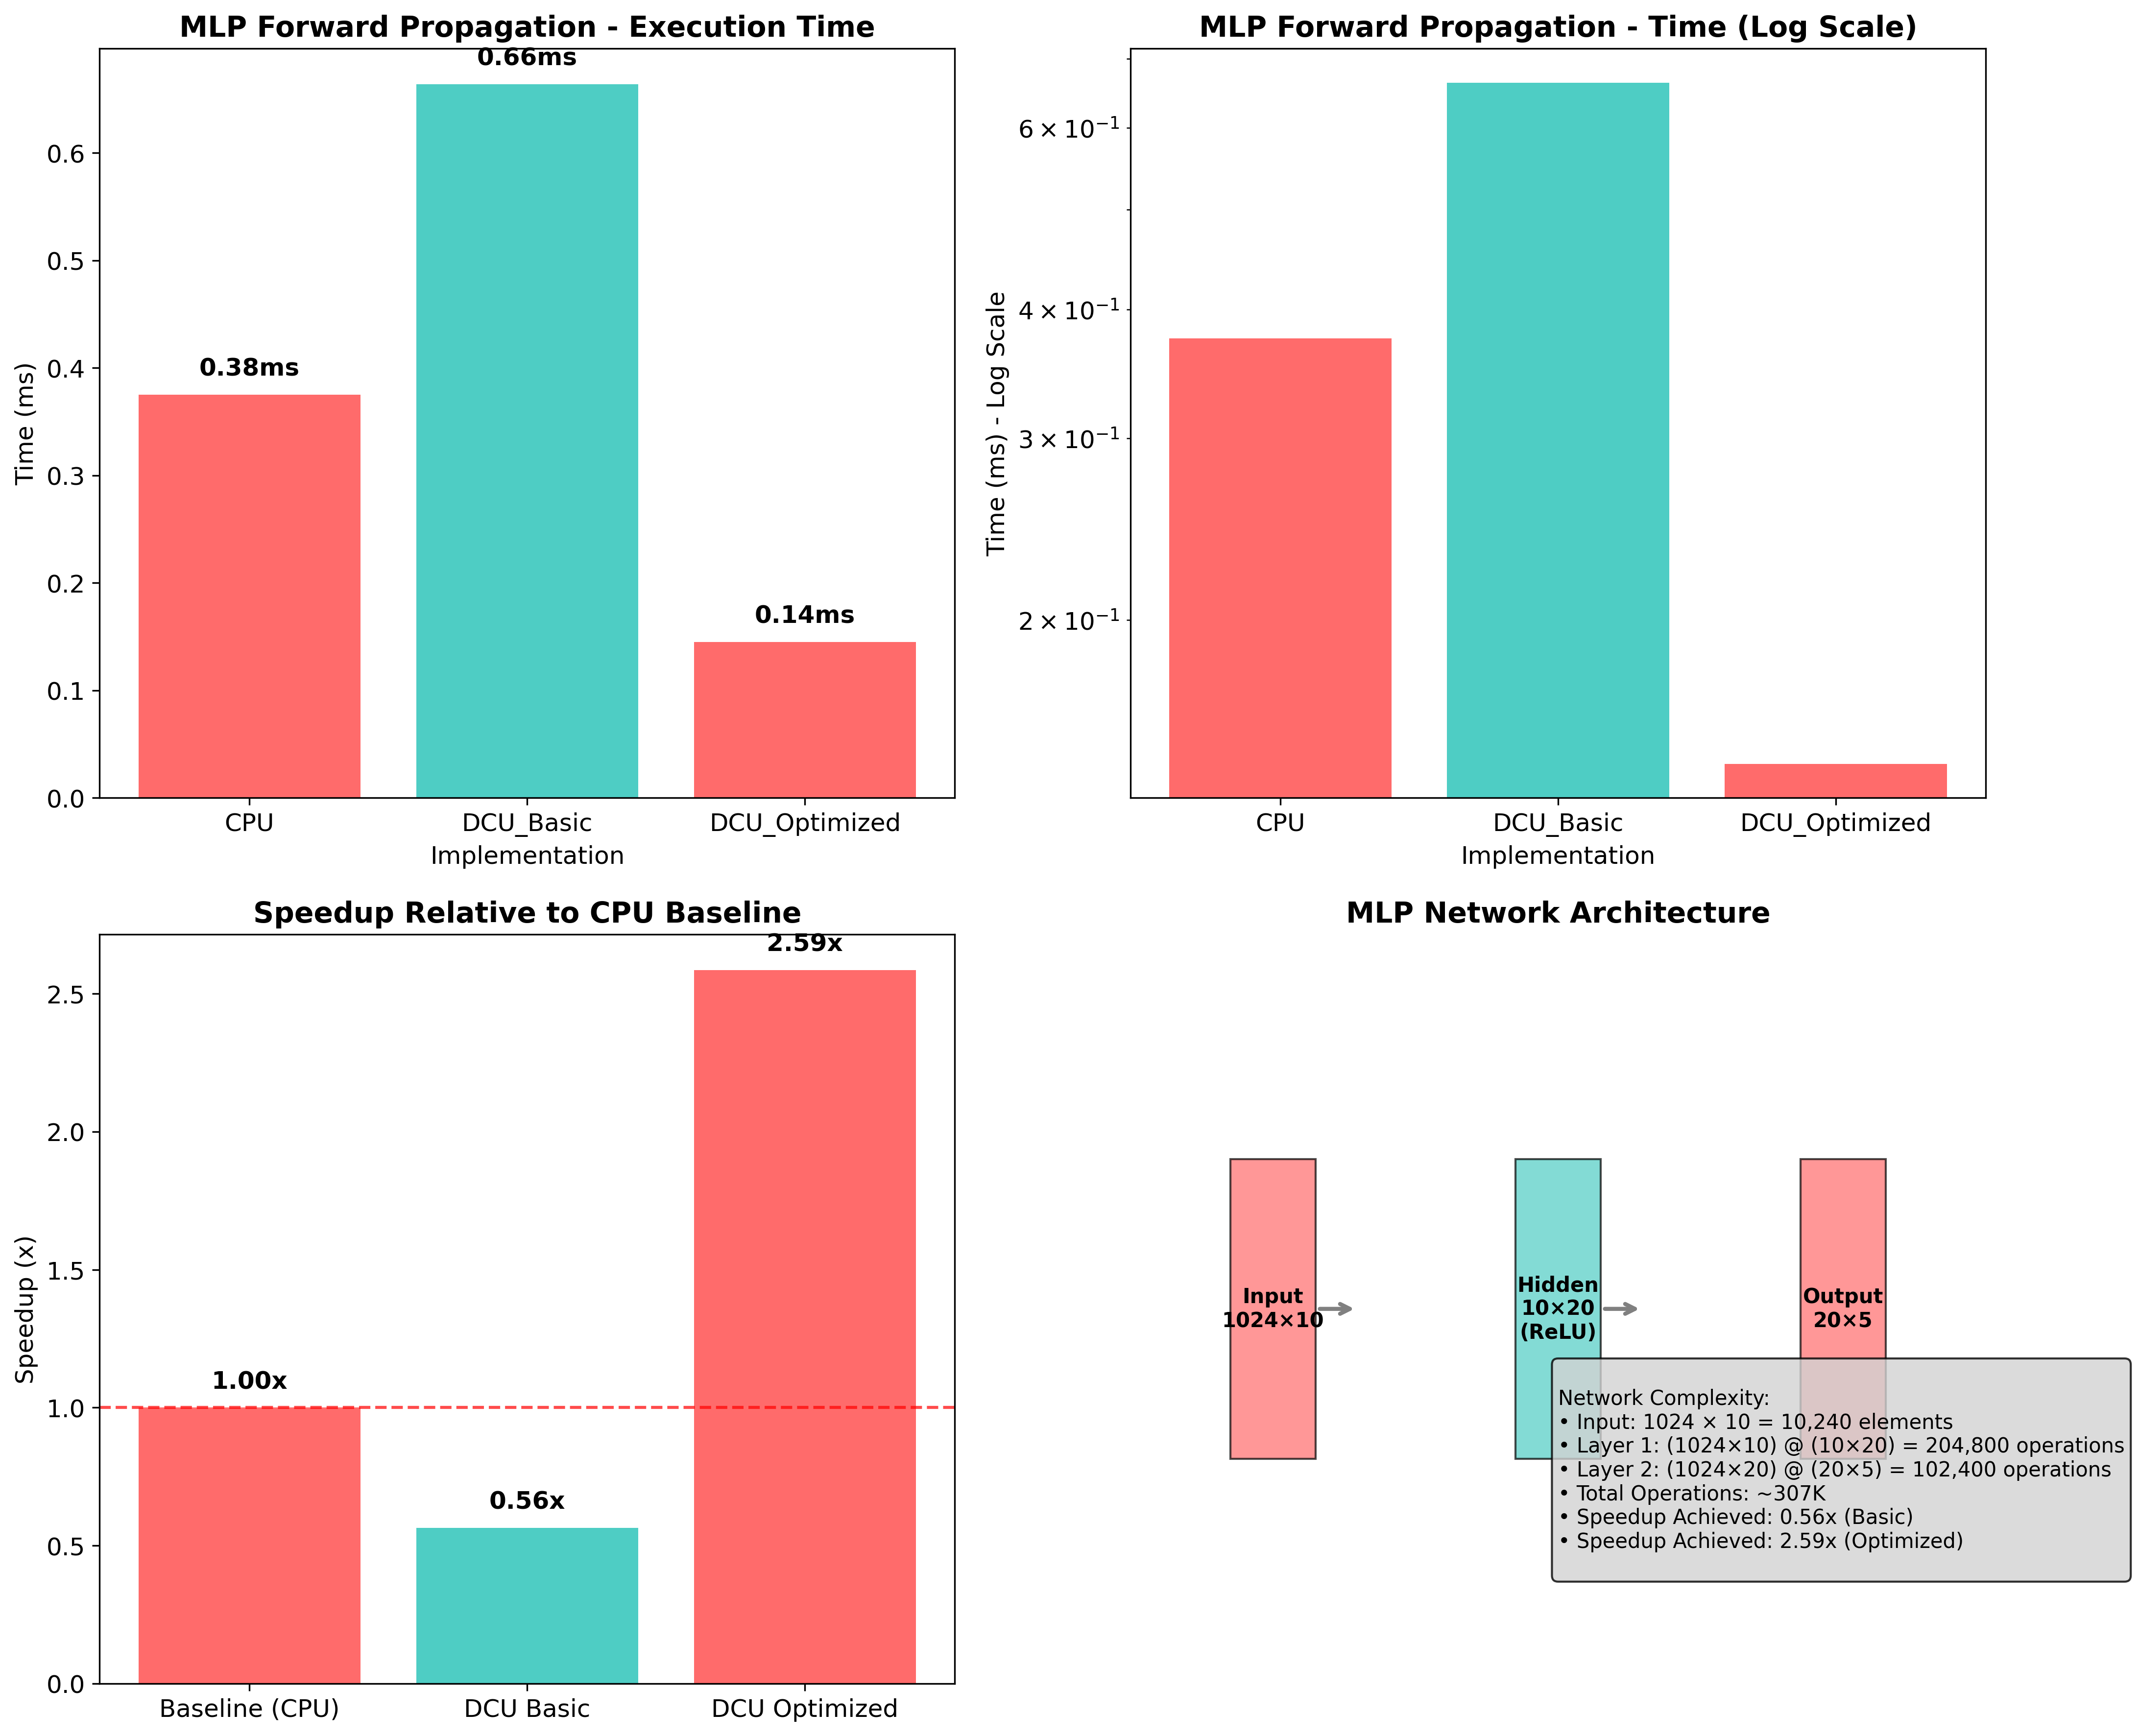 MLP Forward Propagation - Execution Time
0.66ms
0.38ms
0.14ms
Time (ms)
0.6
0.5
0.4
0.3
0.2
0.1
0.0
CPU
DCU_Basic
DCU_Optimized
Implementation
MLP Forward Propagation - Time (Log Scale)
Time (ms) - Log Scale
6 × 10⁻¹
4 × 10⁻¹
3 × 10⁻¹
2 × 10⁻¹
CPU
DCU_Basic
DCU_Optimized
Implementation
Speedup Relative to CPU Baseline
2.59x
1.00x
0.56x
Speedup (x)
2.5
2.0
1.5
1.0
0.5
0.0
Baseline (CPU)
DCU Basic
DCU Optimized
MLP Network Architecture
Input
1024×10
Hidden
10×20
(ReLU)
Output
20×5
Network Complexity:
• Input: 1024 × 10 = 10,240 elements
• Layer 1: (1024×10) @ (10×20) = 204,800 operations
• Layer 2: (1024×20) @ (20×5) = 102,400 operations
• Total Operations: ~307K
• Speedup Achieved: 0.56x (Basic)
• Speedup Achieved: 2.59x (Optimized)